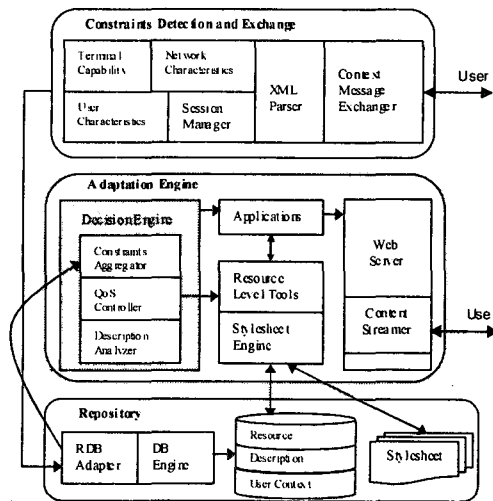 Constraints Detection and Exchange
Terminal
Capability
Network
Characteristics
User
Characteristics
Session
Manager
XML
Parser
Context
Message
Exchanger
User
Adaptation Engine
Decision Engine
Constraints
Aggregator
QoS
Controller
Description
Analyzer
Applications
Resource
Level Tools
Stylesheet
Engine
Web
Server
Content
Streamer
Use
Repository
RDB
Adapter
DB
Engine
Resource
Description
User Context
Stylesheet